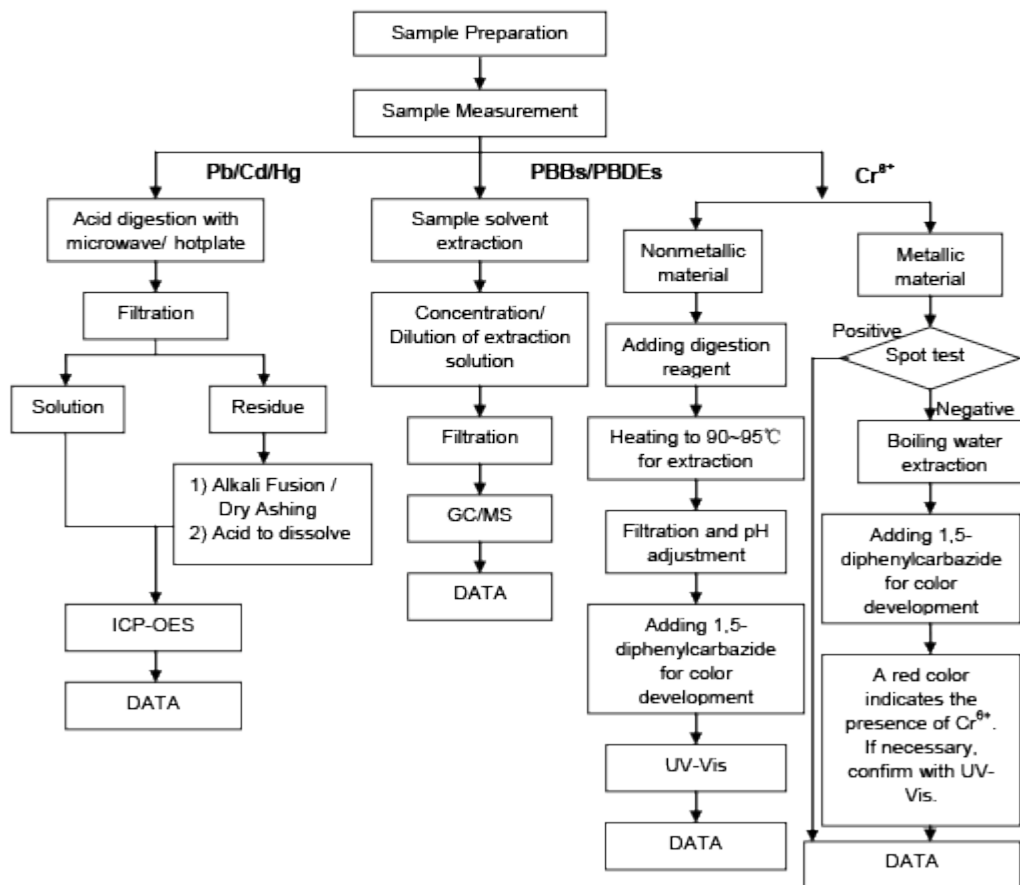 Sample Preparation
Sample Measurement
Pb/Cd/Hg
PBBs/PBDEs
Cr⁶⁺
Acid digestion with
microwave/ hotplate
Filtration
Solution
Residue
1) Alkali Fusion /
Dry Ashing
2) Acid to dissolve
ICP-OES
DATA
Sample solvent
extraction
Concentration/
Dilution of extraction
solution
Filtration
GC/MS
DATA
Nonmetallic
material
Adding digestion
reagent
Heating to 90~95℃
for extraction
Filtration and pH
adjustment
Adding 1,5-
diphenylcarbazide
for color
development
UV-Vis
DATA
Metallic
material
Positive
Spot test
Negative
Boiling water
extraction
Adding 1,5-
diphenylcarbazide
for color
development
A red color
indicates the
presence of Cr⁶⁺.
If necessary,
confirm with UV-
Vis.
DATA